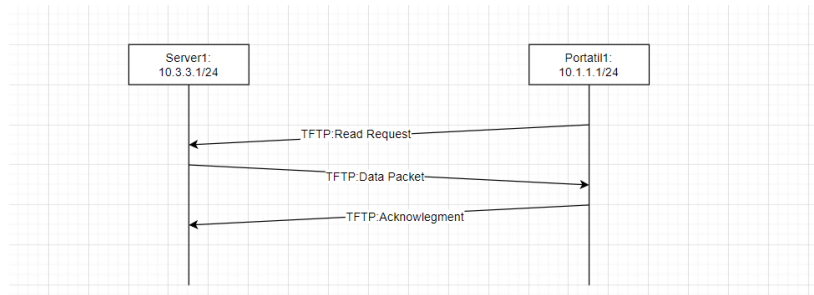 Server1:
10.3.3.1/24
Portatil1:
10.1.1.1/24
TFTP:Read Request
TFTP:Data Packet
TFTP:Acknowlegment